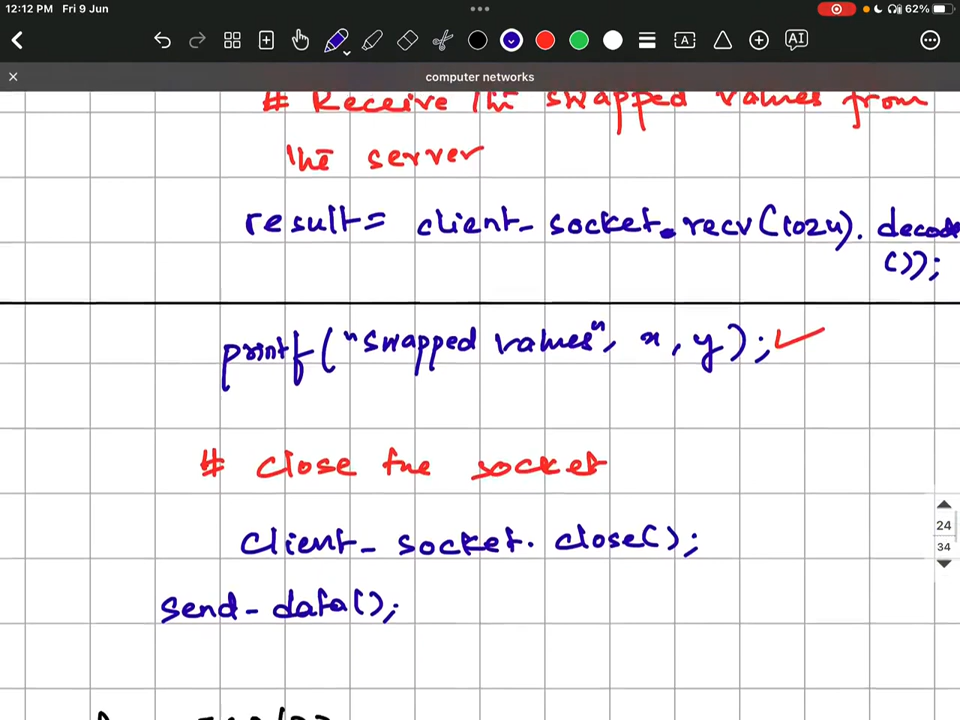 12:12 PM Fri 9 Jun
62%
computer networks
# Receive the swapped values from
the server
result= client_socket.recv(1024).decode
());
printf("swapped values", x, y);
# close the socket
client_socket.close();
send_data();
24
34